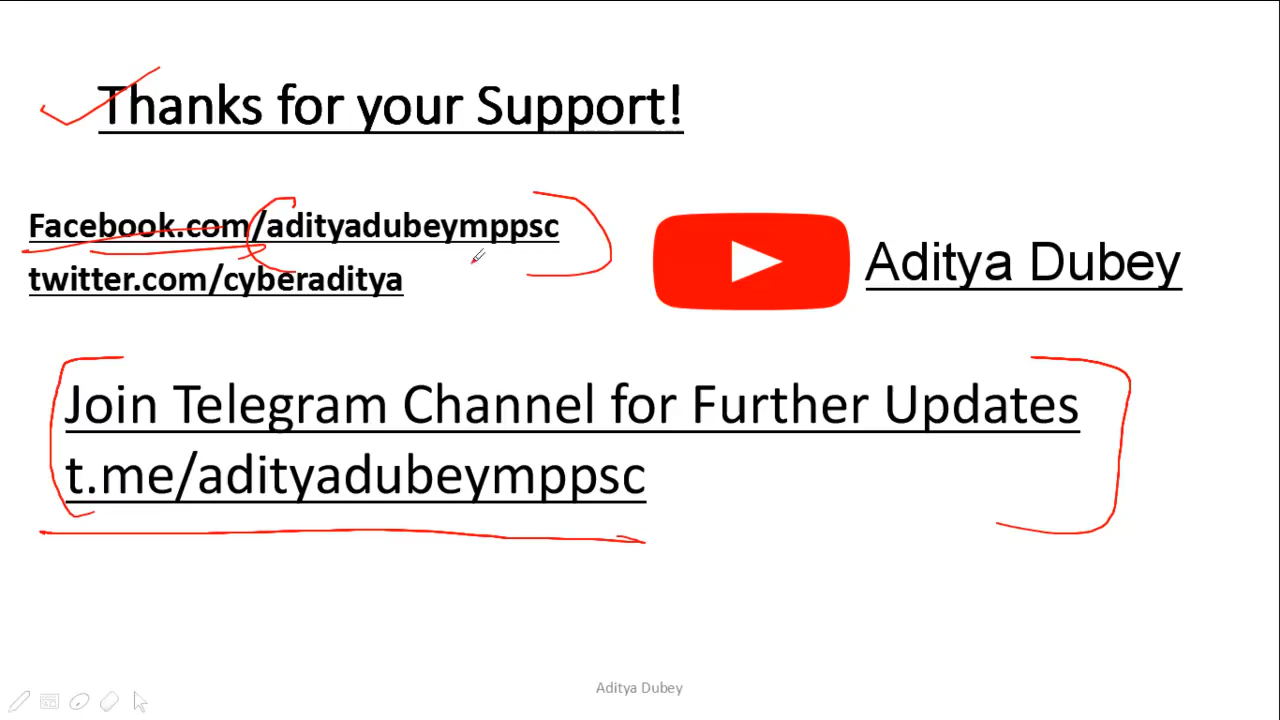 Thanks for your Support!
Facebook.com/adityadubeymppsc
twitter.com/cyberaditya
Aditya Dubey
Join Telegram Channel for Further Updates
t.me/adityadubeymppsc
Aditya Dubey